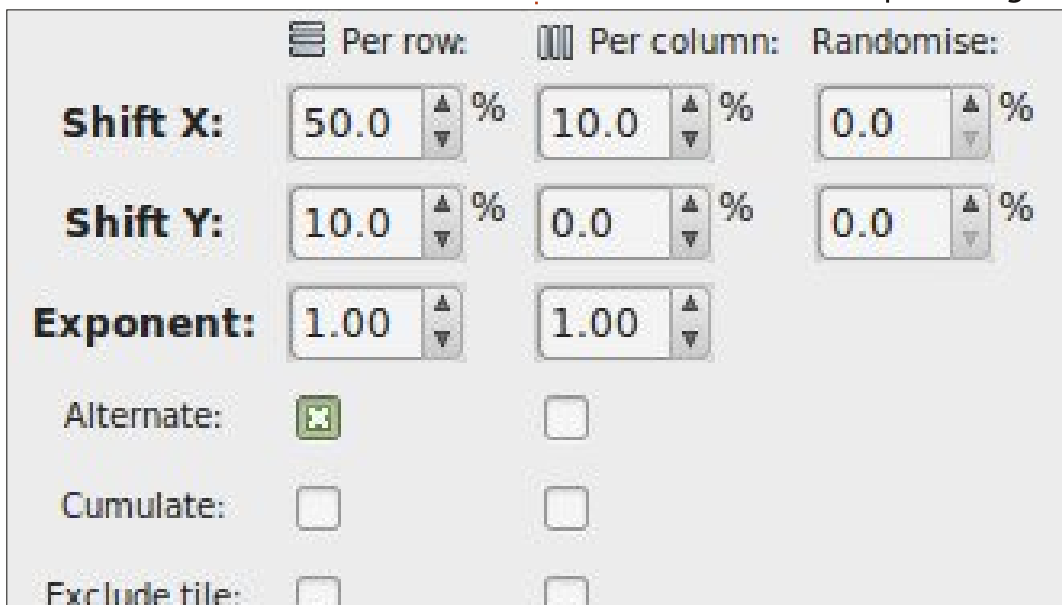 Per row: Per column: Randomise:
Shift X: 50.0 % 10.0 % 0.0 %
Shift Y: 10.0 % 0.0 % 0.0 %
Exponent: 1.00 1.00
Alternate:
Cumulate:
Exclude tile: